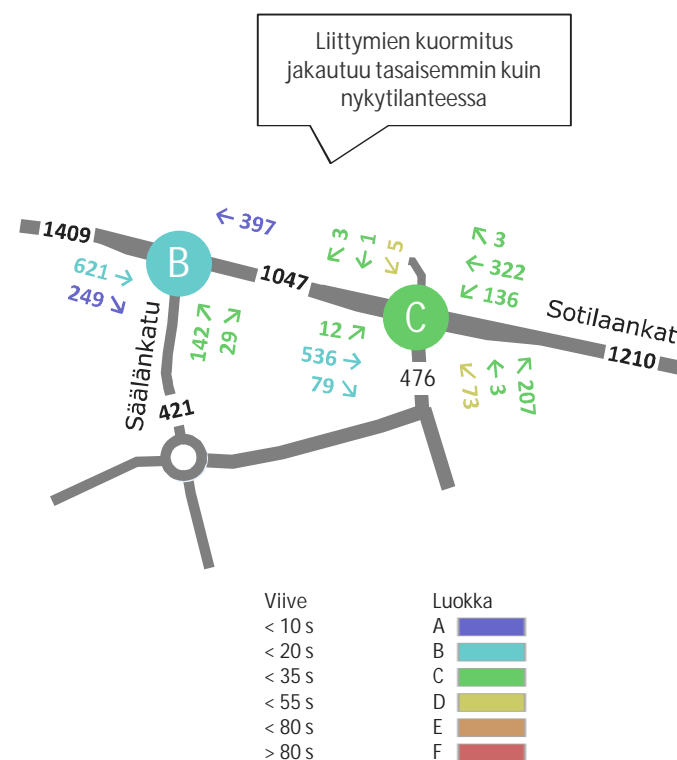 Liittymien kuormitus
jakautuu tasaisemmin kuin
nykytilanteessa
1409
← 397
B
621 →
249 ↘
1047
↙ 3
↓ 1
↙ 5
↖ 3
← 322
↙ 136
C
Sotilaankat
1210
Säälänkatu
142 ↗
29 ↗
12 ↗
536 →
79 ↘
476
↖ 73
↑ 3
↖ 207
421
Viive Luokka
< 10 s A
< 20 s B
< 35 s C
< 55 s D
< 80 s E
> 80 s F